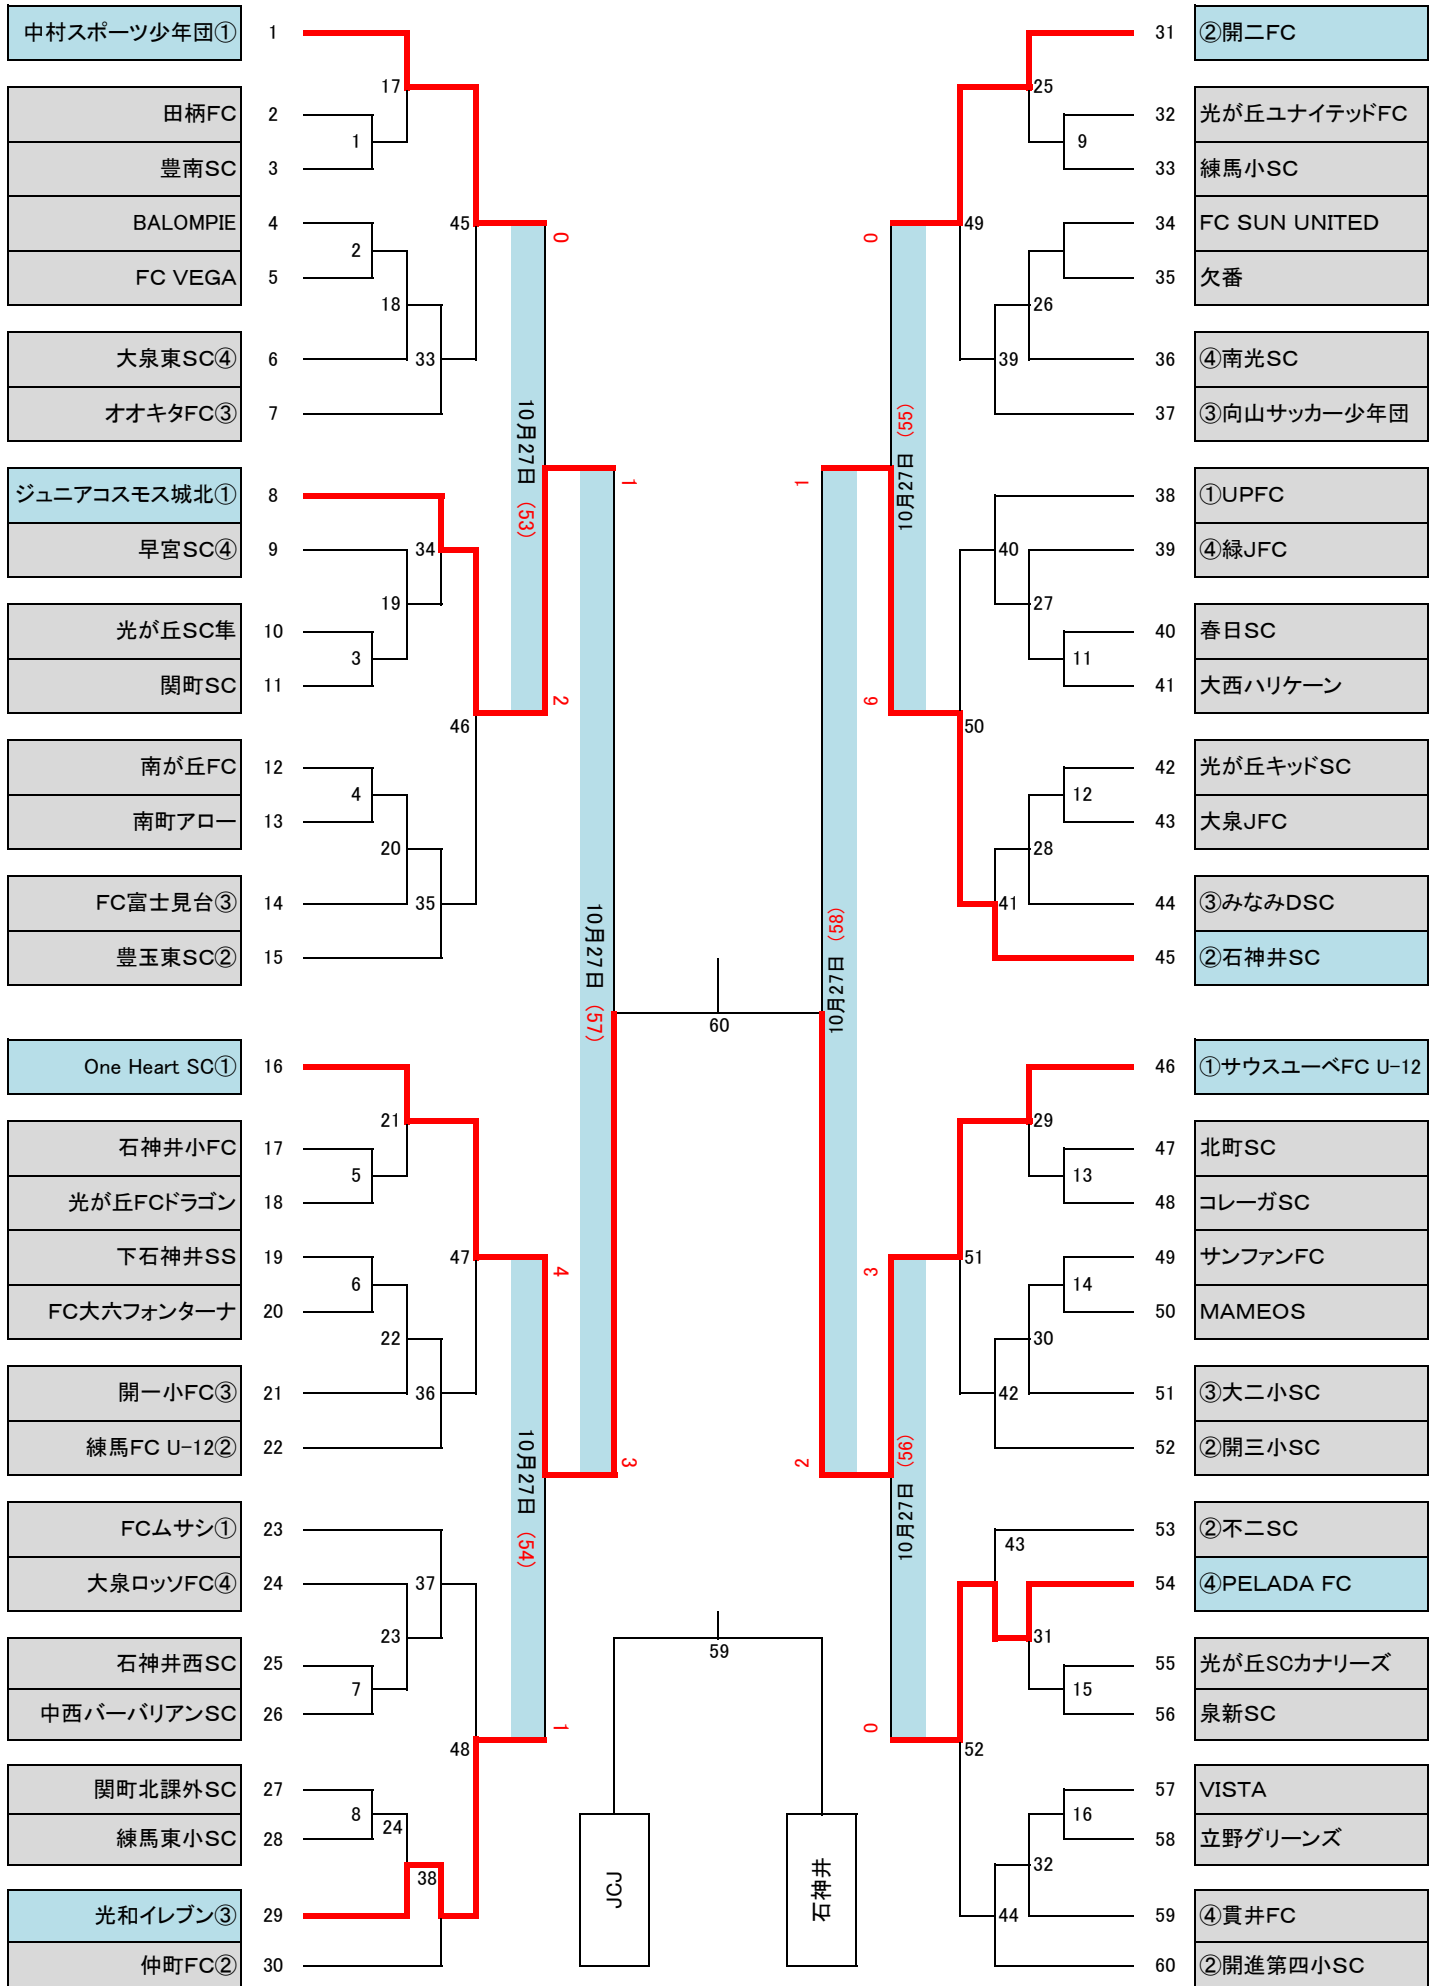 中村スポーツ少年団① 1
田柄FC 2
豊南SC 3
BALOMPIE 4
FC VEGA 5
大泉東SC④ 6
オオキタFC③ 7
ジュニアコスモス城北① 8
早宮SC④ 9
光が丘SC隼 10
関町SC 11
南が丘FC 12
南町アロー 13
FC富士見台③ 14
豊玉東SC② 15
One Heart SC① 16
石神井小FC 17
光が丘FCドラゴン 18
下石神井SS 19
FC大六フォンターナ 20
開一小FC③ 21
練馬FC U-12② 22
FCムサシ① 23
大泉ロッソFC④ 24
石神井西SC 25
中西バーバリアンSC 26
関町北課外SC 27
練馬東小SC 28
光和イレブン③ 29
仲町FC② 30
17
1
2
18
33
45
34
19
3
46
4
20
35
21
5
47
6
22
36
37
23
7
48
8
24
38
0
10月27日 (53)
2
4
10月27日 (54)
1
1
10月27日 (57)
3
60
59
JCJ
石神井
1
10月27日 (58)
2
0
10月27日 (55)
6
3
10月27日 (56)
0
25
9
49
26
39
40
27
11
50
12
28
41
29
13
51
14
30
42
43
31
15
52
16
32
44
31 ②開二FC
32 光が丘ユナイテッドFC
33 練馬小SC
34 FC SUN UNITED
35 欠番
36 ④南光SC
37 ③向山サッカー少年団
38 ①UPFC
39 ④緑JFC
40 春日SC
41 大西ハリケーン
42 光が丘キッドSC
43 大泉JFC
44 ③みなみDSC
45 ②石神井SC
46 ①サウスユーベFC U-12
47 北町SC
48 コレーガSC
49 サンファンFC
50 MAMEOS
51 ③大二小SC
52 ②開三小SC
53 ②不二SC
54 ④PELADA FC
55 光が丘SCカナリーズ
56 泉新SC
57 VISTA
58 立野グリーンズ
59 ④貫井FC
60 ②開進第四小SC